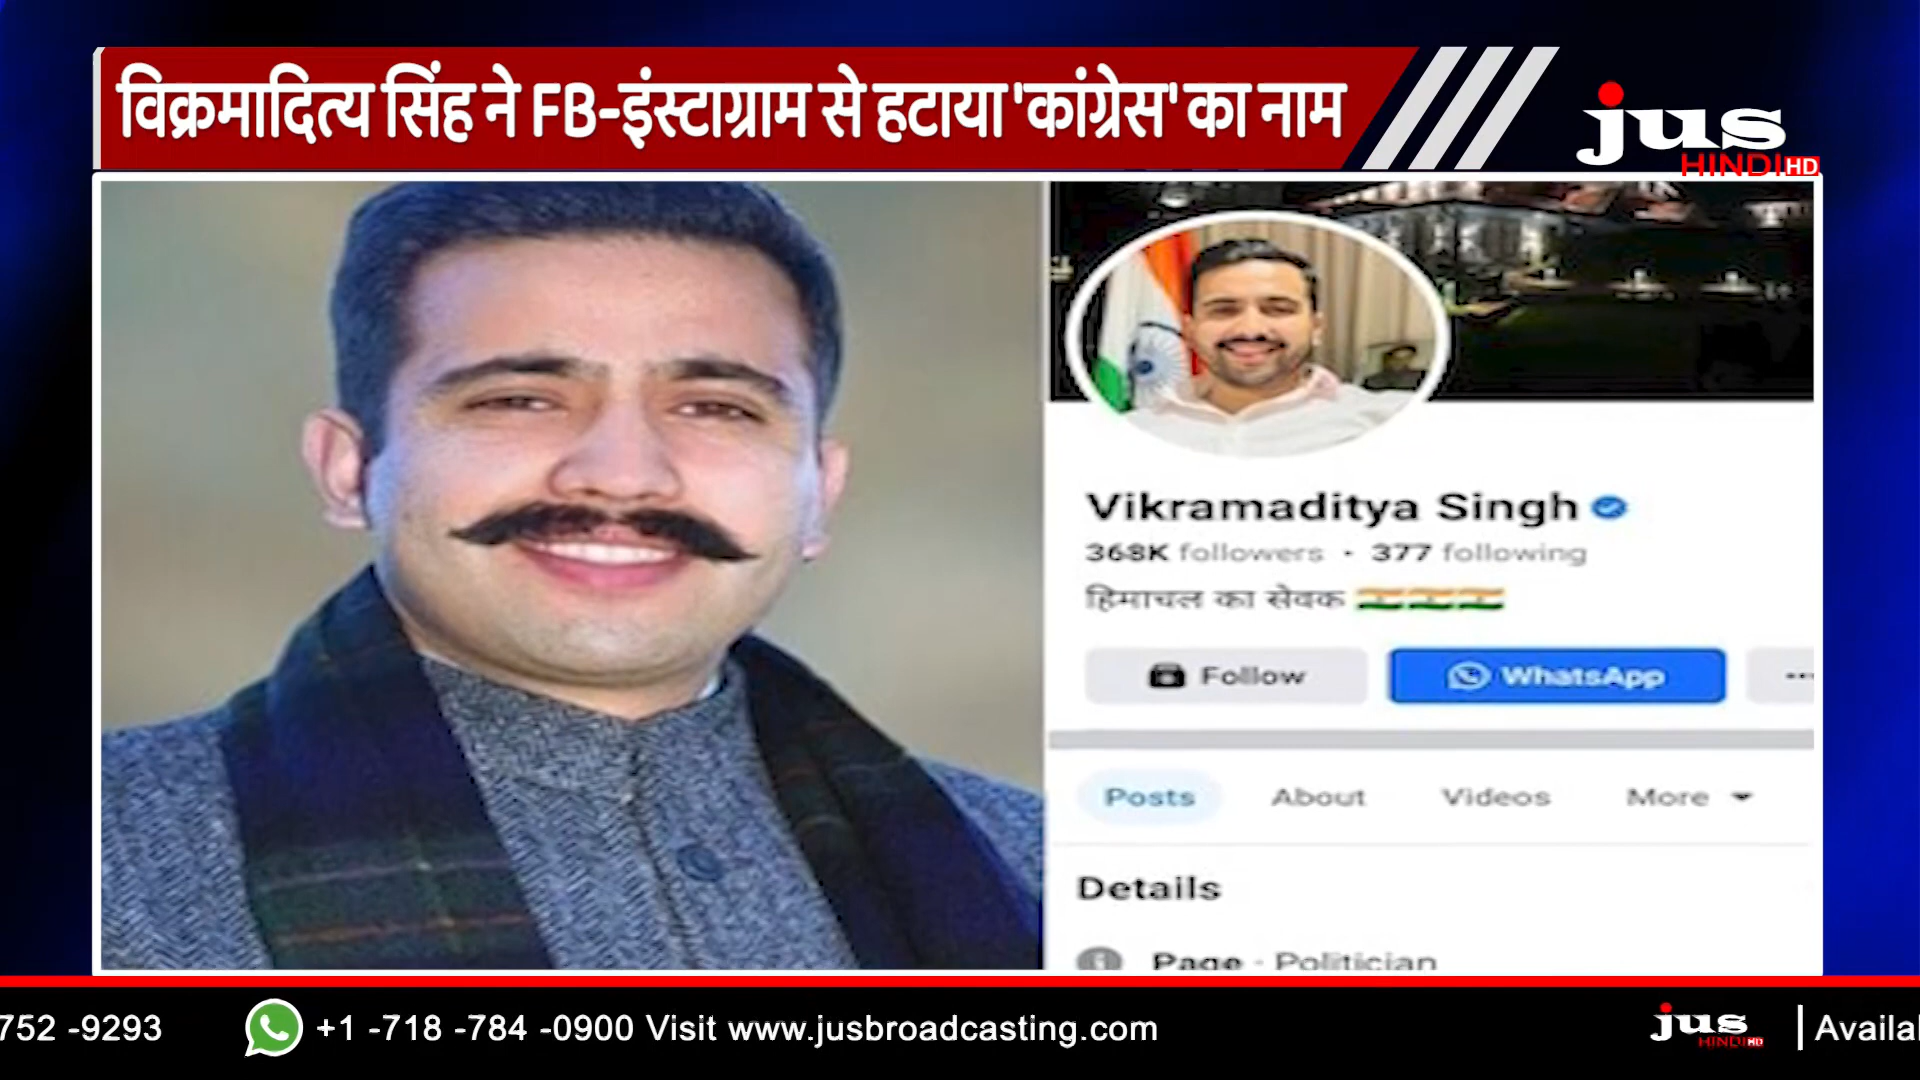 विक्रमादित्य सिंह ने FB-इंस्टाग्राम से हटाया 'कांग्रेस' का नाम
jus
HINDI HD
Vikramaditya Singh
368K followers • 377 following
हिमाचल का सेवक
Follow
WhatsApp
Posts About Videos More
Details
Page · Politician
752 -9293 +1 -718 -784 -0900 Visit www.jusbroadcasting.com
jus
HINDI HD
Availal